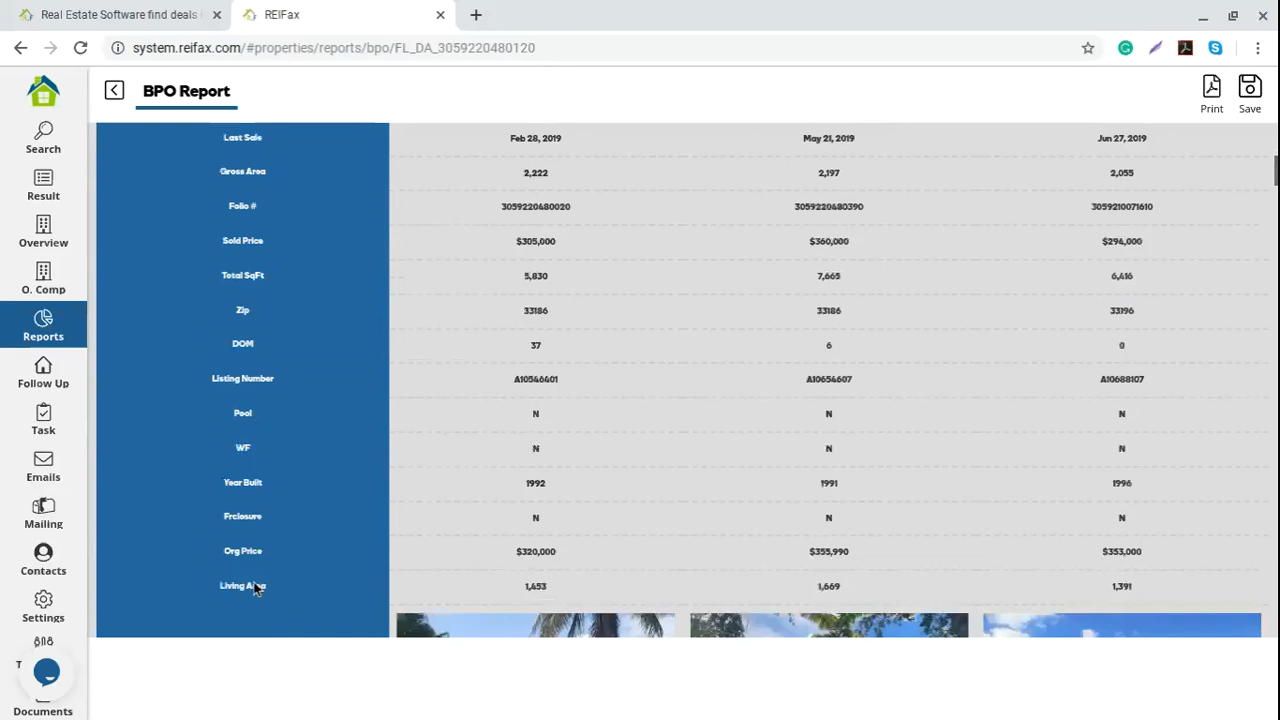 Real Estate Software find deals
REIFax
system.reifax.com/#properties/reports/bpo/FL_DA_3059220480120
BPO Report
Print
Save
Search
Result
Overview
O. Comp
Reports
Follow Up
Task
Emails
Mailing
Contacts
Settings
Documents
Last Sale Feb 28, 2019 May 21, 2019 Jun 27, 2019
Gross Area 2,222 2,197 2,055
Folio # 3059220480020 3059220480390 3059210071610
Sold Price $305,000 $360,000 $294,000
Total SqFt 5,830 7,665 6,416
Zip 33186 33186 33196
DOM 37 6 0
Listing Number A10546401 A10654607 A10688107
Pool N N N
WF N N N
Year Built 1992 1991 1996
Frclosure N N N
Org Price $320,000 $355,990 $353,000
Living Area 1,453 1,669 1,391